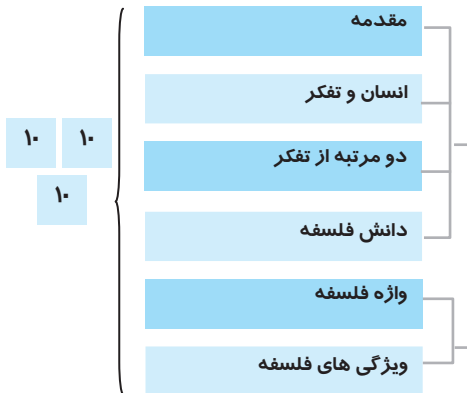 مقدمه
انسان و تفکر
دو مرتبه از تفکر
دانش فلسفه
واژه فلسفه
ویژگی های فلسفه
۱۰ ۱۰
۱۰